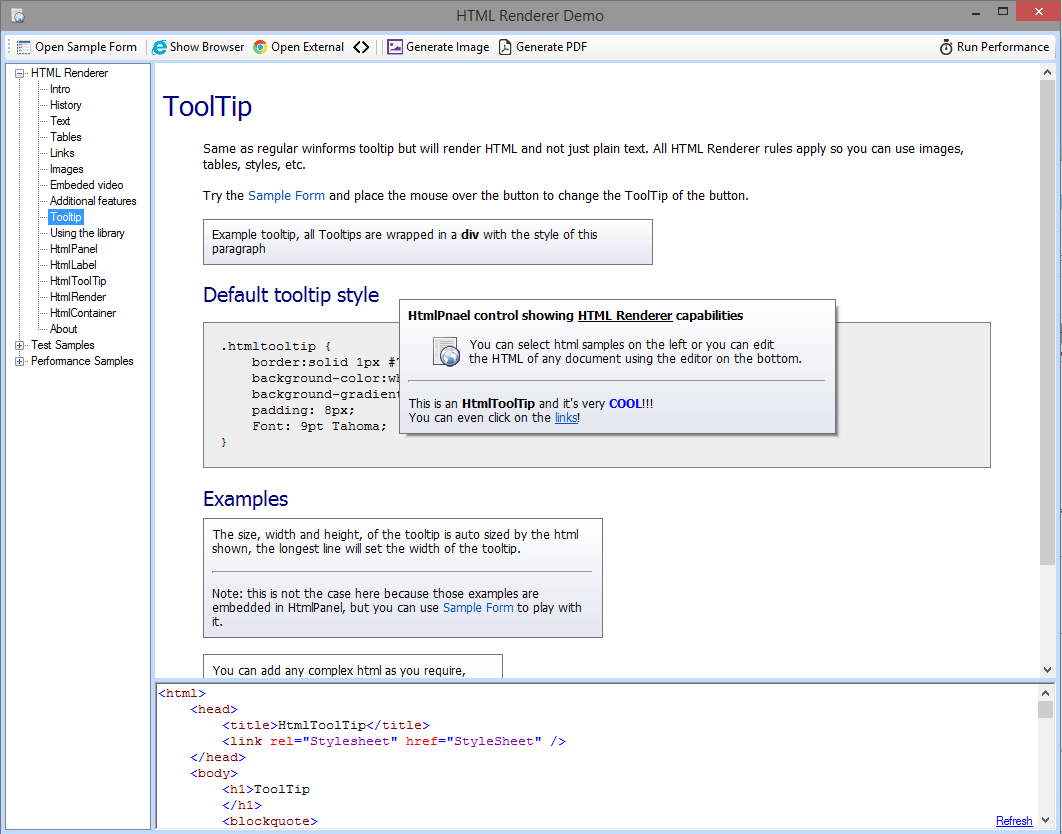 HTML Renderer Demo
Open Sample Form Show Browser Open External Generate Image Generate PDF Run Performance
HTML Renderer
Intro
History
Text
Tables
Links
Images
Embeded video
Additional features
Tooltip
Using the library
HtmlPanel
HtmlLabel
HtmlToolTip
HtmlRender
HtmlContainer
About
Test Samples
Perfomance Samples
ToolTip
Same as regular winforms tooltip but will render HTML and not just plain text. All HTML Renderer rules apply so you can use images,
tables, styles, etc.
Try the Sample Form and place the mouse over the button to change the ToolTip of the button.
Example tooltip, all Tooltips are wrapped in a div with the style of this
paragraph
Default tooltip style
.htmltooltip {
border:solid 1px
background-color:
background-gradient
padding: 8px;
Font: 9pt Tahoma;
}
HtmlPnael control showing HTML Renderer capabilities
You can select html samples on the left or you can edit
the HTML of any document using the editor on the bottom.
This is an HtmlToolTip and it's very COOL!!!
You can even click on the links!
Examples
The size, width and height, of the tooltip is auto sized by the html
shown, the longest line will set the width of the tooltip.
Note: this is not the case here because those examples are
embedded in HtmlPanel, but you can use Sample Form to play with
it.
You can add any complex html as you require,
<html>
<head>
<title>HtmlToolTip</title>
<link rel="Stylesheet" href="StyleSheet" />
</head>
<body>
<h1>ToolTip
</h1>
<blockquote>
Refresh